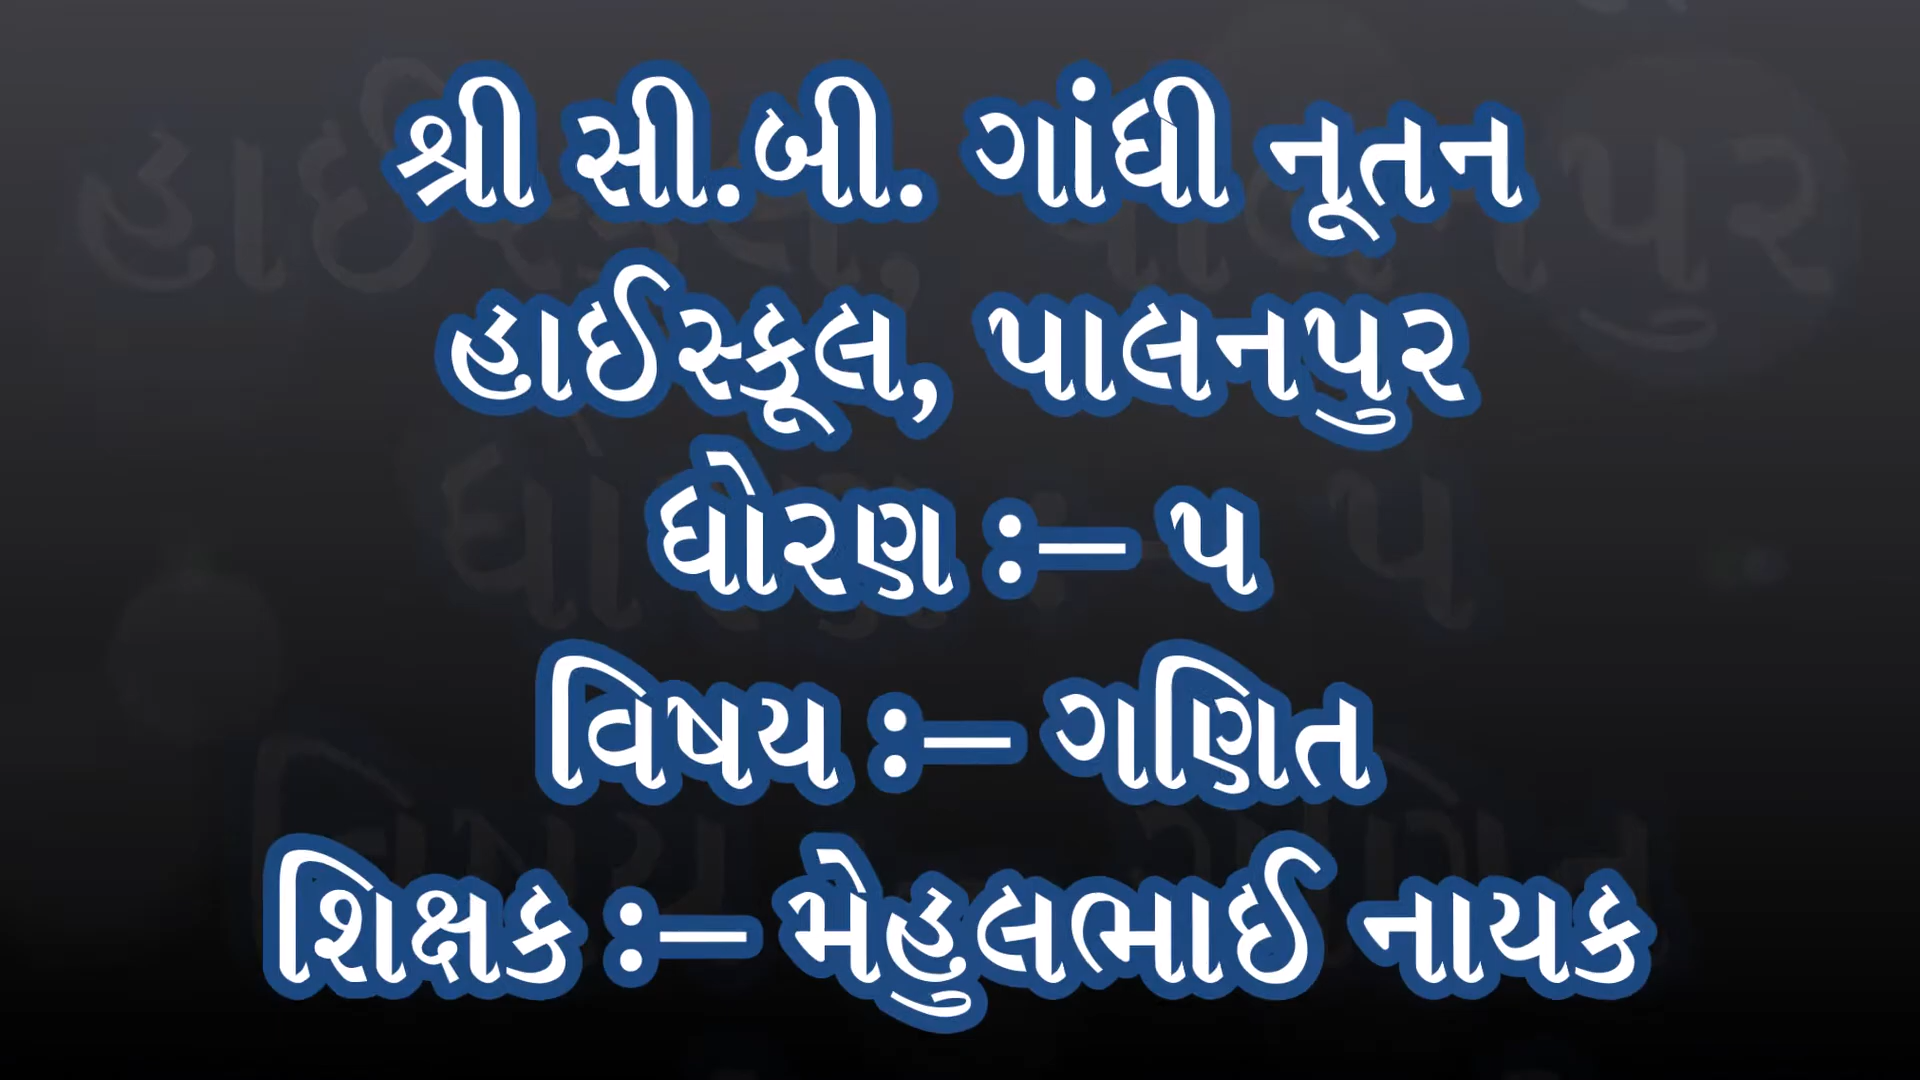 શ્રી સી.બી. ગાંધી નૂતન
હાઈસ્કૂલ, પાલનપુર
ધોરણ :– ૫
વિષય :– ગણિત
શિક્ષક :– મેહુલભાઈ નાયક